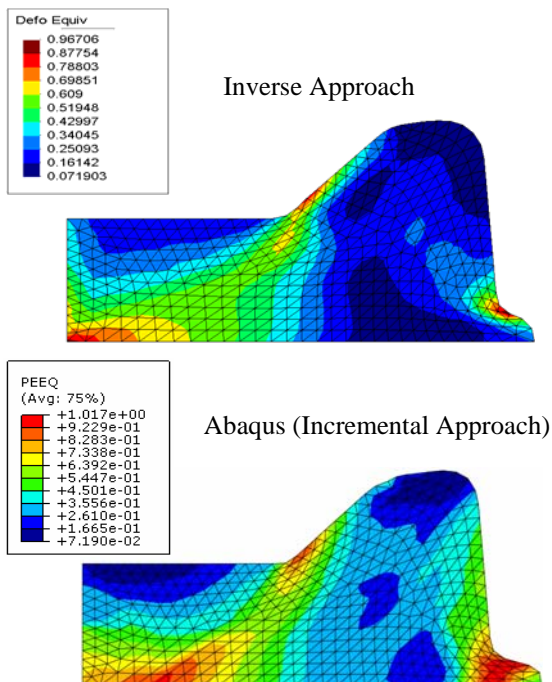 Defo Equiv
0.96706
0.87754
0.78803
0.69851
0.609
0.51948
0.42997
0.34045
0.25093
0.16142
0.071903
Inverse Approach
PEEQ
(Avg: 75%)
+1.017e+00
+9.229e-01
+8.283e-01
+7.338e-01
+6.392e-01
+5.447e-01
+4.501e-01
+3.556e-01
+2.610e-01
+1.665e-01
+7.190e-02
Abaqus (Incremental Approach)